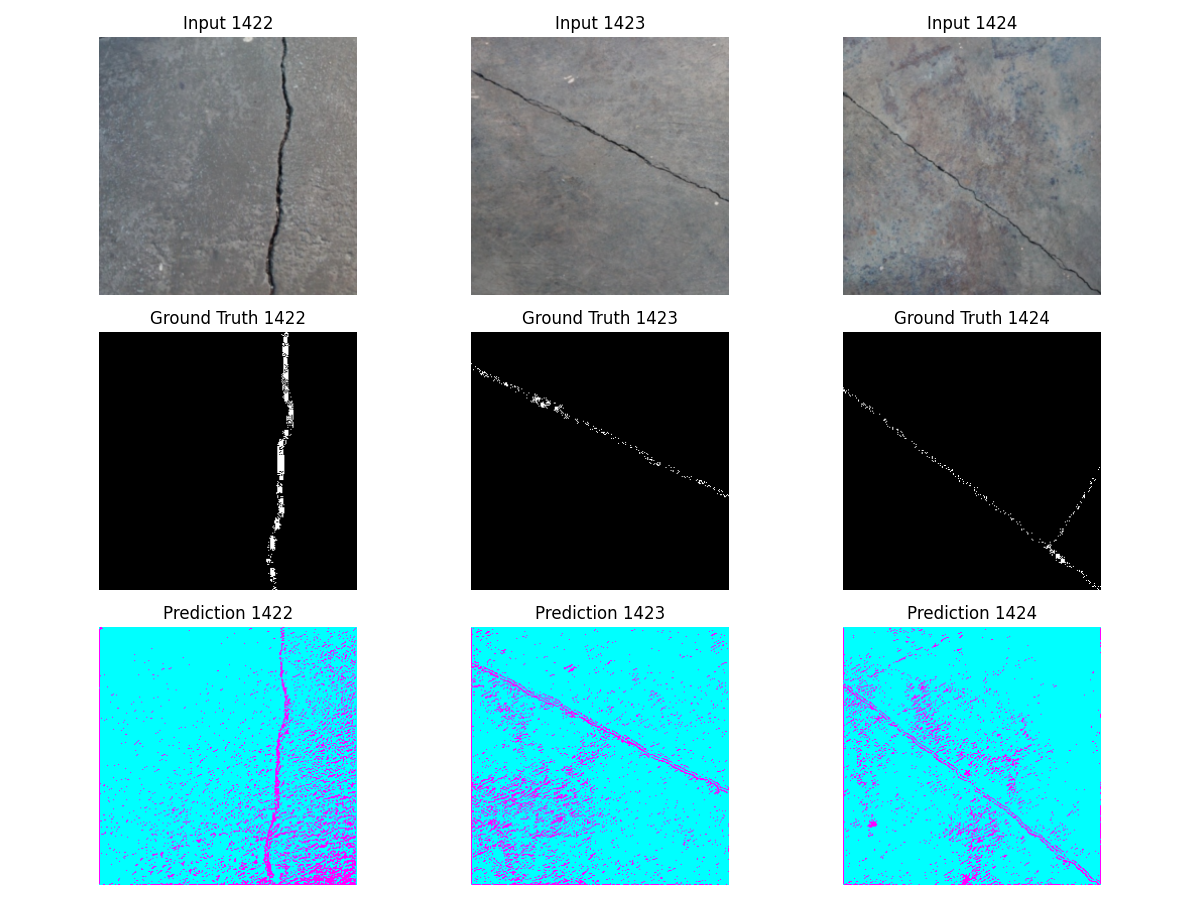 Input 1422
Input 1423
Input 1424
Ground Truth 1422
Ground Truth 1423
Ground Truth 1424
Prediction 1422
Prediction 1423
Prediction 1424